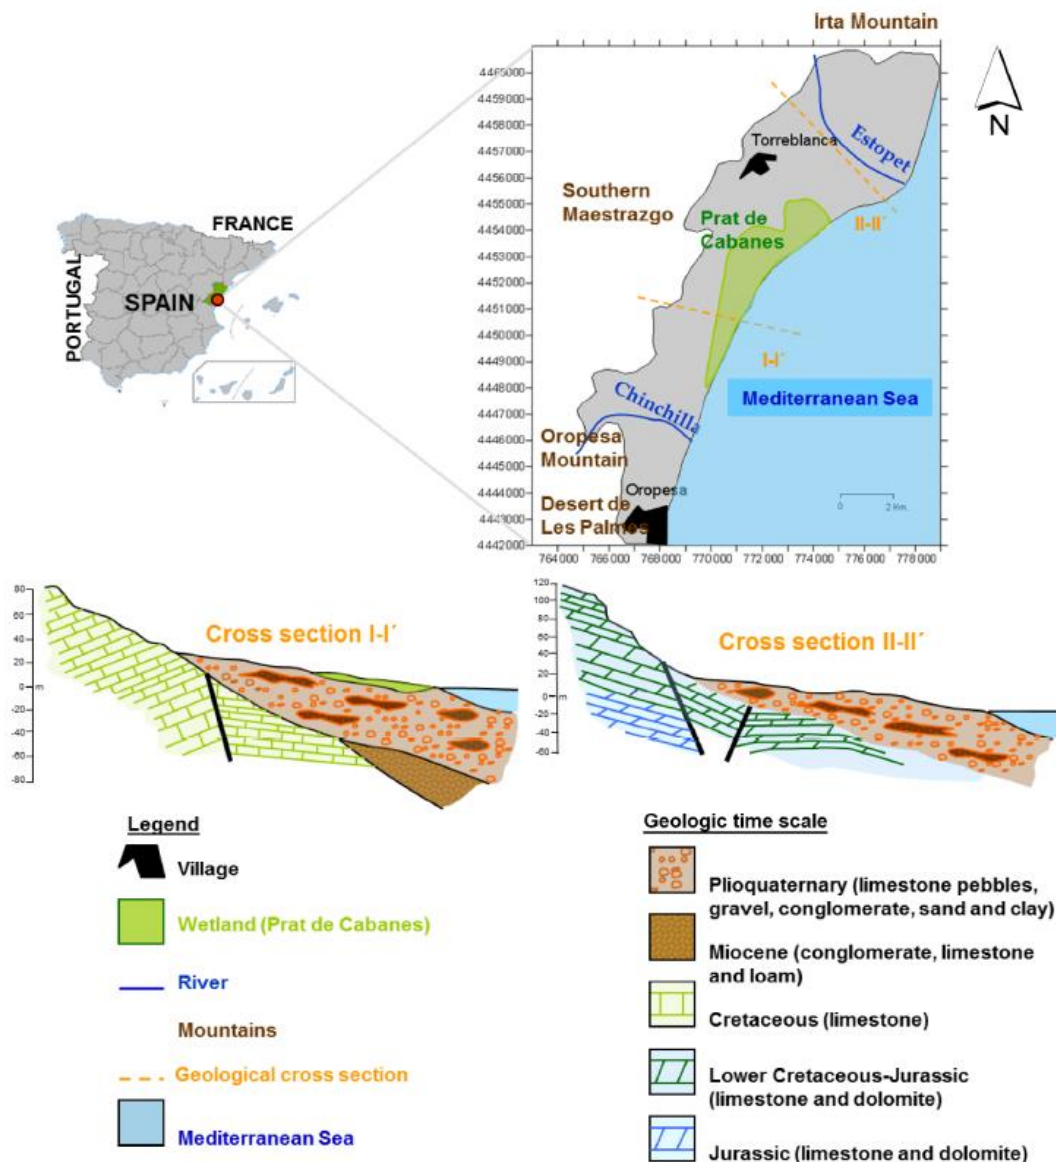 Irta Mountain
4465000
4459000
4458000
4457000
4456000
4455000
4454000
4453000
4452000
4451000
4450000
4449000
4448000
4447000
4446000
4445000
4444000
4443000
4442000
764000 766000 768000 770000 772000 774000 776000 778000
N
Torreblanca
Estopet
Southern
Maestrazgo
Prat de
Cabanes
II-II´
I-I´
Mediterranean Sea
Chinchilla
Oropesa
Mountain
Oropesa
Desert de
Les Palmes
0 2 Km.
FRANCE
PORTUGAL
SPAIN
Cross section I-I´
80
60
40
20
0 m
-20
-40
-60
-80
Cross section II-II´
120
100
80
60
40
20
0 m
-20
-40
-60
Legend
Village
Wetland (Prat de Cabanes)
River
Mountains
Geological cross section
Mediterranean Sea
Geologic time scale
Plioquaternary (limestone pebbles,
gravel, conglomerate, sand and clay)
Miocene (conglomerate, limestone
and loam)
Cretaceous (limestone)
Lower Cretaceous-Jurassic
(limestone and dolomite)
Jurassic (limestone and dolomite)